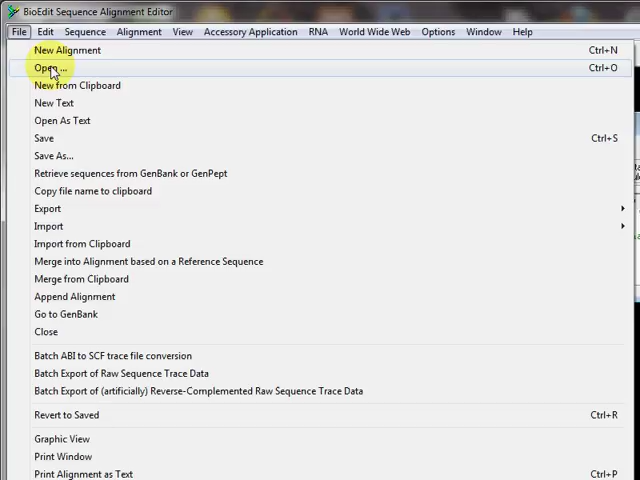 BioEdit Sequence Alignment Editor
File Edit Sequence Alignment View Accessory Application RNA World Wide Web Options Window Help
New Alignment Ctrl+N
Open ... Ctrl+O
New from Clipboard
New Text
Open As Text
Save Ctrl+S
Save As...
Retrieve sequences from GenBank or GenPept
Copy file name to clipboard
Export
Import
Import from Clipboard
Merge into Alignment based on a Reference Sequence
Merge from Clipboard
Append Alignment
Go to GenBank
Close
Batch ABI to SCF trace file conversion
Batch Export of Raw Sequence Trace Data
Batch Export of (artificially) Reverse-Complemented Raw Sequence Trace Data
Revert to Saved Ctrl+R
Graphic View
Print Window
Print Alignment as Text Ctrl+P